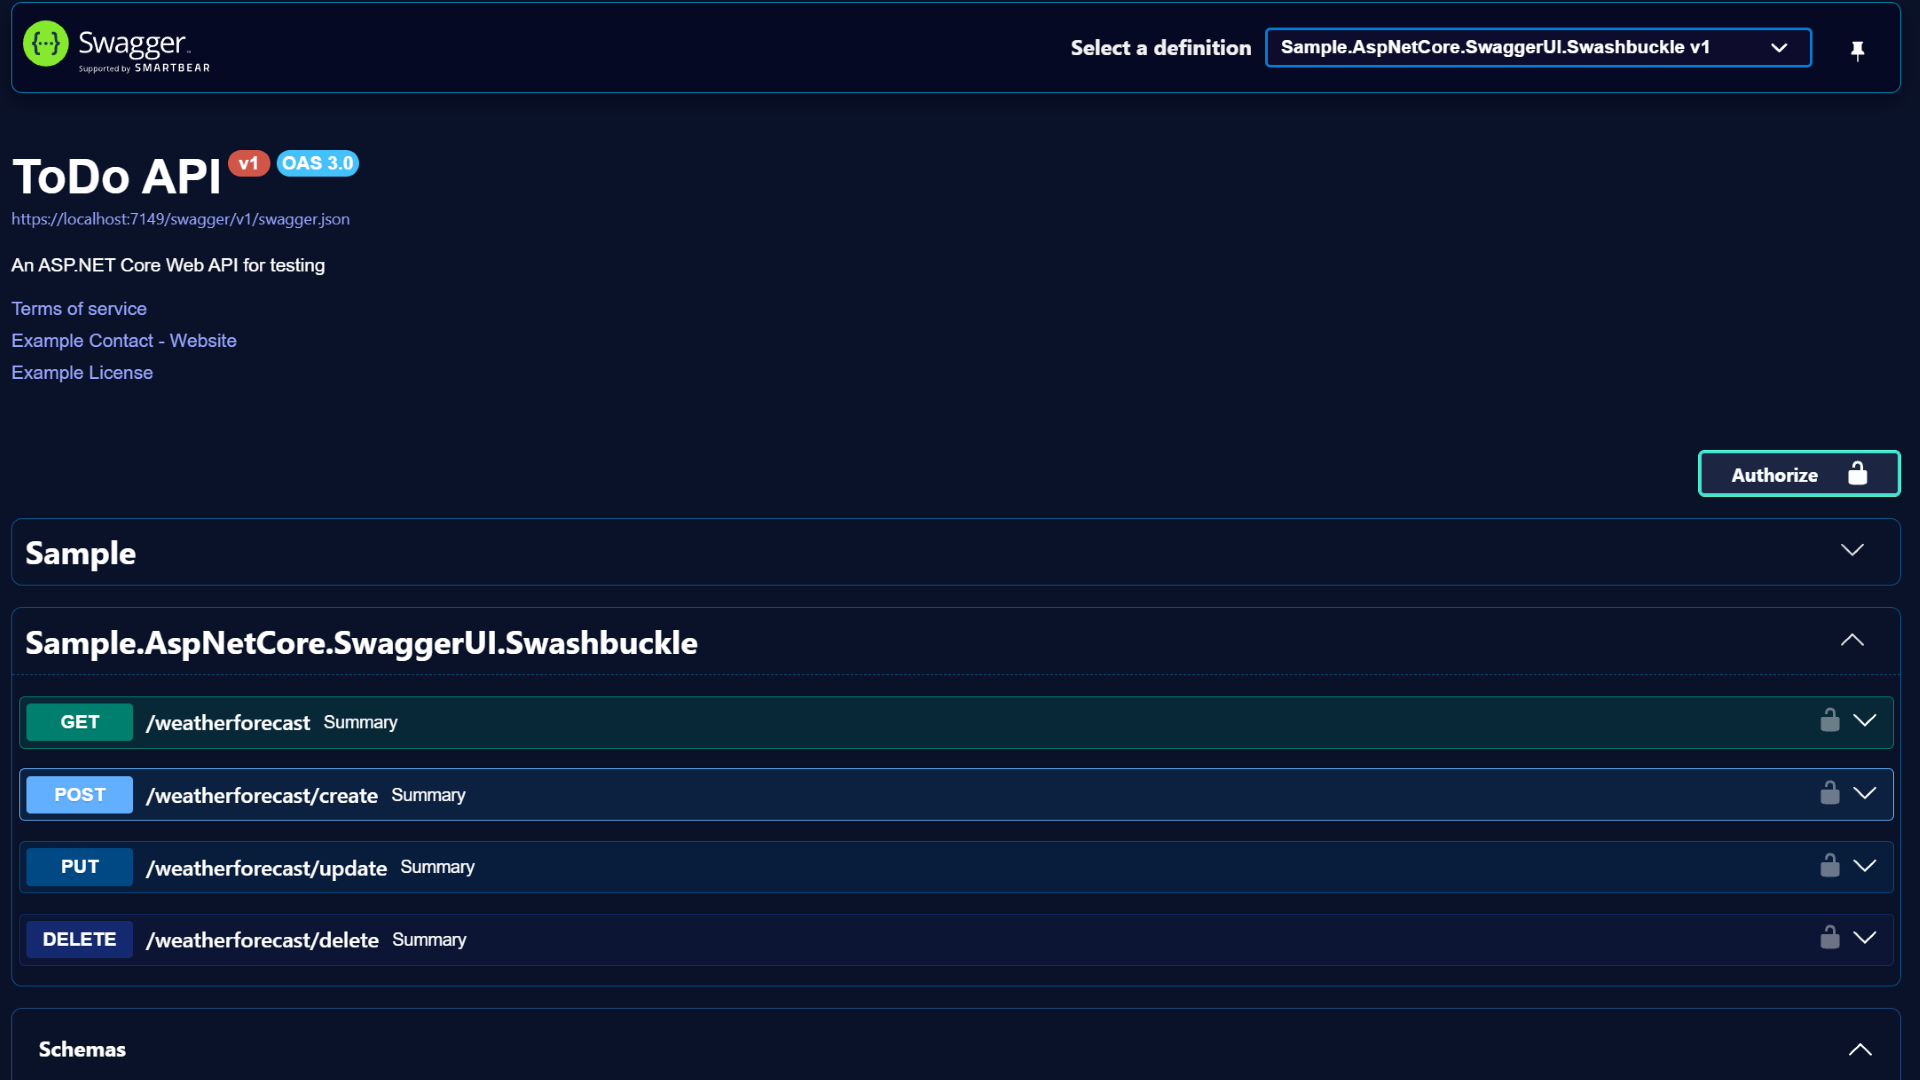 Swagger™
Supported by SMARTBEAR
Select a definition
Sample.AspNetCore.SwaggerUI.Swashbuckle v1
ToDo API v1 OAS 3.0
https://localhost:7149/swagger/v1/swagger.json
An ASP.NET Core Web API for testing
Terms of service
Example Contact - Website
Example License
Authorize
Sample
Sample.AspNetCore.SwaggerUI.Swashbuckle
GET /weatherforecast Summary
POST /weatherforecast/create Summary
PUT /weatherforecast/update Summary
DELETE /weatherforecast/delete Summary
Schemas